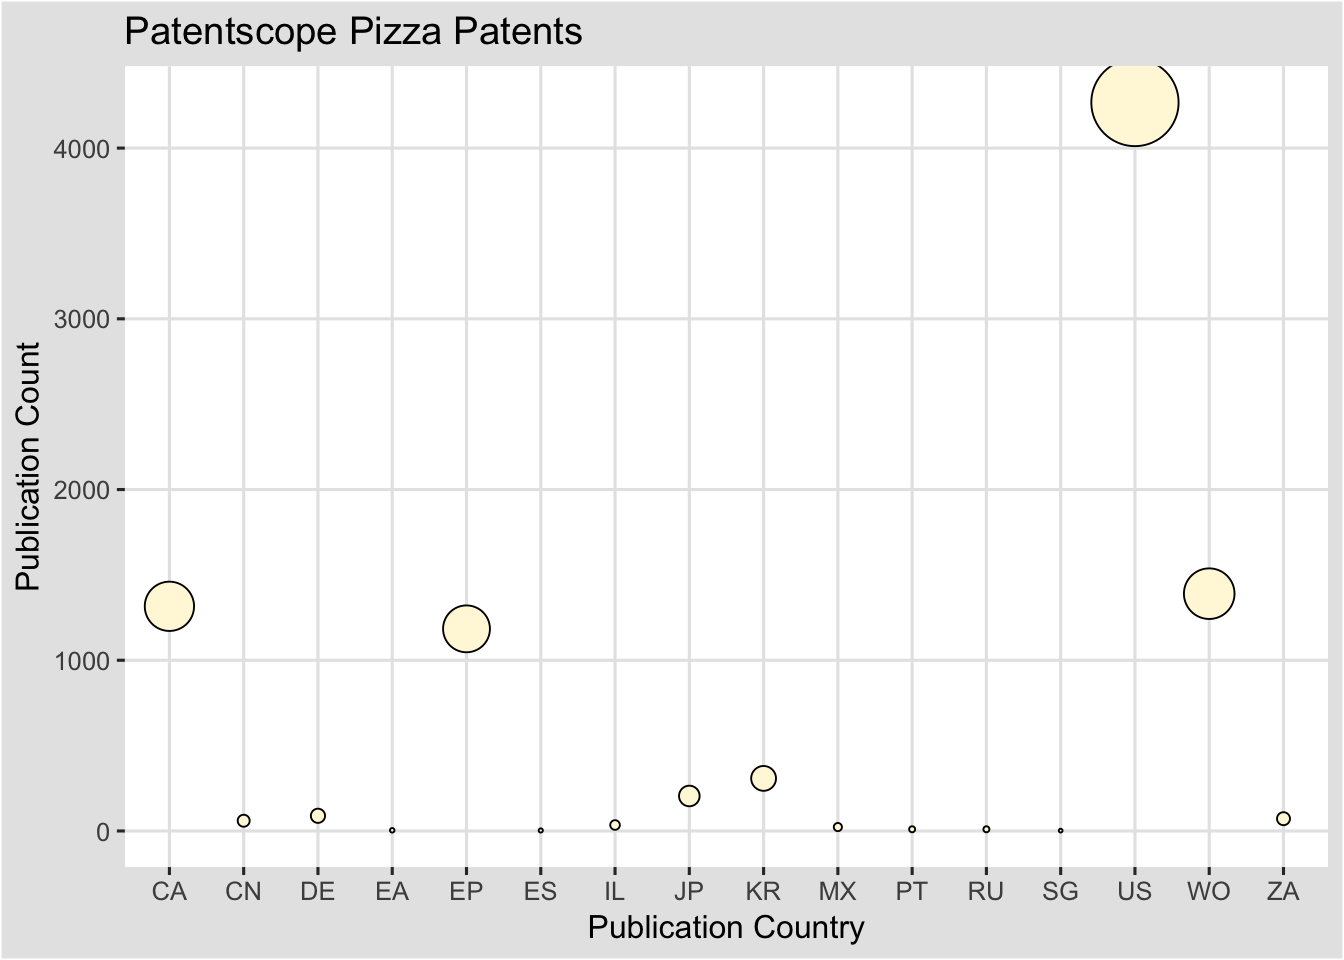 Patentscope Pizza Patents
Publication Count
4000
3000
2000
1000
0
CA CN DE EA EP ES IL JP KR MX PT RU SG US WO ZA
Publication Country